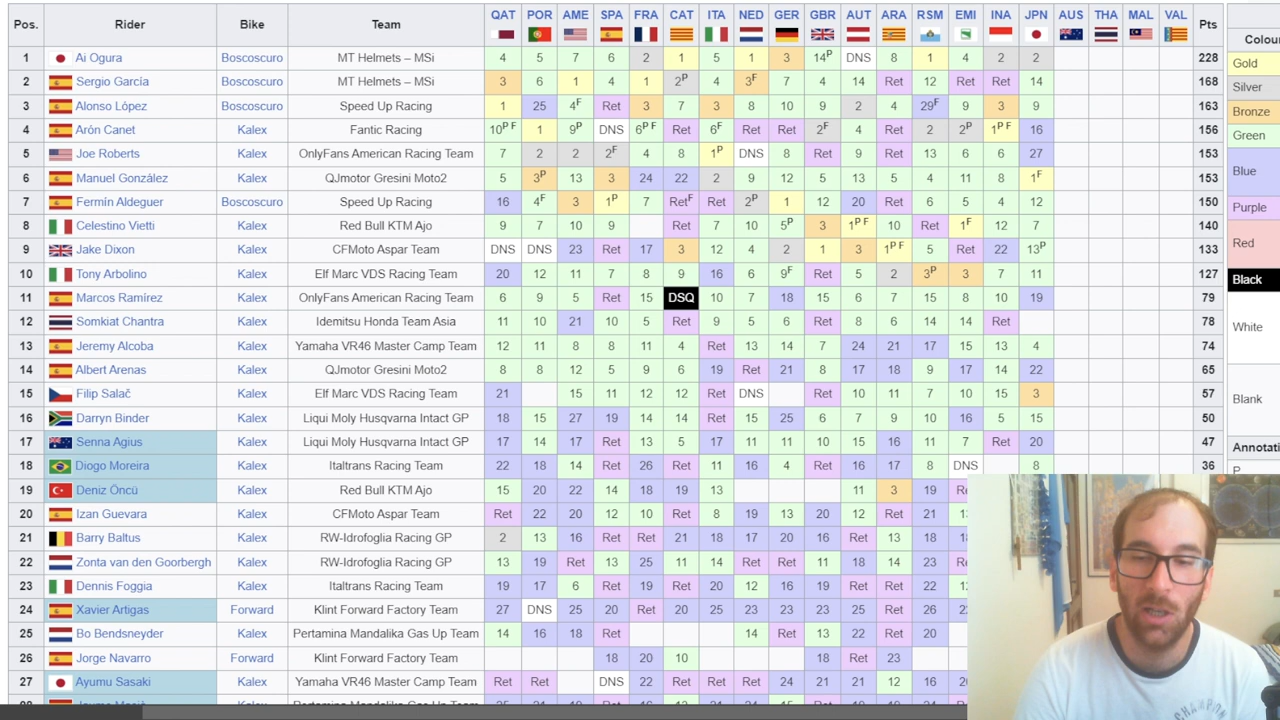 Pos. Rider Bike Team QAT POR AME SPA FRA CAT ITA NED GER GBR AUT ARA RSM EMI INA JPN AUS THA MAL VAL Pts
Colou
1 Ai Ogura Boscoscuro MT Helmets – MSi 4 5 7 6 2 1 5 1 3 14P DNS 8 1 4 2 2 228
Gold
2 Sergio García Boscoscuro MT Helmets – MSi 3 6 1 4 1 2P 4 3F 7 4 14 Ret 12 Ret Ret 14 168
Silver
3 Alonso López Boscoscuro Speed Up Racing 1 25 4F Ret 3 7 3 8 10 9 2 4 29F 9 3 9 163
Bronze
4 Arón Canet Kalex Fantic Racing 10P F 1 9P DNS 6P F Ret 6F Ret Ret 2F 4 Ret 2 2P 1P F 16 156
Green
5 Joe Roberts Kalex OnlyFans American Racing Team 7 2 2 2F 4 8 1P DNS 8 Ret 9 Ret 13 6 6 27 153
Blue
6 Manuel González Kalex QJmotor Gresini Moto2 5 3P 13 3 24 22 2 9 12 5 13 5 4 11 8 1F 153
7 Fermín Aldeguer Boscoscuro Speed Up Racing 16 4F 3 1P 7 RetF Ret 2P 1 12 20 Ret 6 5 4 12 150
Purple
8 Celestino Vietti Kalex Red Bull KTM Ajo 9 7 10 9 Ret 7 10 5P 3 1P F 10 Ret 1F 12 7 140
Red
9 Jake Dixon Kalex CFMoto Aspar Team DNS DNS 23 Ret 17 3 12 4 2 1 3 1P F 5 Ret 22 13P 133
10 Tony Arbolino Kalex Elf Marc VDS Racing Team 20 12 11 7 8 9 16 6 9F Ret 5 2 3P 3 7 11 127
Black
11 Marcos Ramírez Kalex OnlyFans American Racing Team 6 9 5 Ret 15 DSQ 10 7 18 15 6 7 15 8 10 19 79
12 Somkiat Chantra Kalex Idemitsu Honda Team Asia 11 10 21 10 5 Ret 9 5 6 Ret 8 6 14 14 Ret 78
White
13 Jeremy Alcoba Kalex Yamaha VR46 Master Camp Team 12 11 8 8 11 4 Ret 13 14 7 24 21 17 15 13 4 74
14 Albert Arenas Kalex QJmotor Gresini Moto2 8 8 12 5 9 6 19 Ret 21 8 17 18 7 17 14 22 65
15 Filip Salač Kalex Elf Marc VDS Racing Team 21 15 11 12 12 Ret DNS Ret 10 11 7 10 15 3 57
Blank
16 Darryn Binder Kalex Liqui Moly Husqvarna Intact GP 18 15 27 19 14 14 Ret 15 25 6 7 9 10 16 5 15 50
17 Senna Agius Kalex Liqui Moly Husqvarna Intact GP 17 14 17 Ret 13 5 17 11 11 10 15 16 11 7 Ret 20 47
Annotati
18 Diogo Moreira Kalex Italtrans Racing Team 22 18 14 Ret 26 Ret 11 16 4 Ret 16 17 8 DNS 8 36
P
19 Deniz Öncü Kalex Red Bull KTM Ajo 15 20 22 14 18 19 13 11 3 19
20 Izan Guevara Kalex CFMoto Aspar Team Ret 22 20 12 10 Ret 8 19 13 20 12 Ret 21
21 Barry Baltus Kalex RW-Idrofoglia Racing GP 2 13 16 Ret Ret 21 18 17 20 16 Ret 13 18
22 Zonta van den Goorbergh Kalex RW-Idrofoglia Racing GP 13 19 Ret 13 25 11 14 Ret Ret 11 18 14 23
23 Dennis Foggia Kalex Italtrans Racing Team 19 17 6 Ret 19 Ret 20 12 16 19 Ret Ret 22
24 Xavier Artigas Forward Klint Forward Factory Team 27 DNS 25 20 Ret 20 25 23 23 23 25 Ret 26
25 Bo Bendsneyder Kalex Pertamina Mandalika Gas Up Team 14 16 18 Ret 14 Ret 13 22 Ret 20
26 Jorge Navarro Forward Klint Forward Factory Team 18 20 10 18 Ret 23
27 Ayumu Sasaki Kalex Yamaha VR46 Master Camp Team Ret Ret DNS 22 Ret Ret Ret 24 21 21 12 16